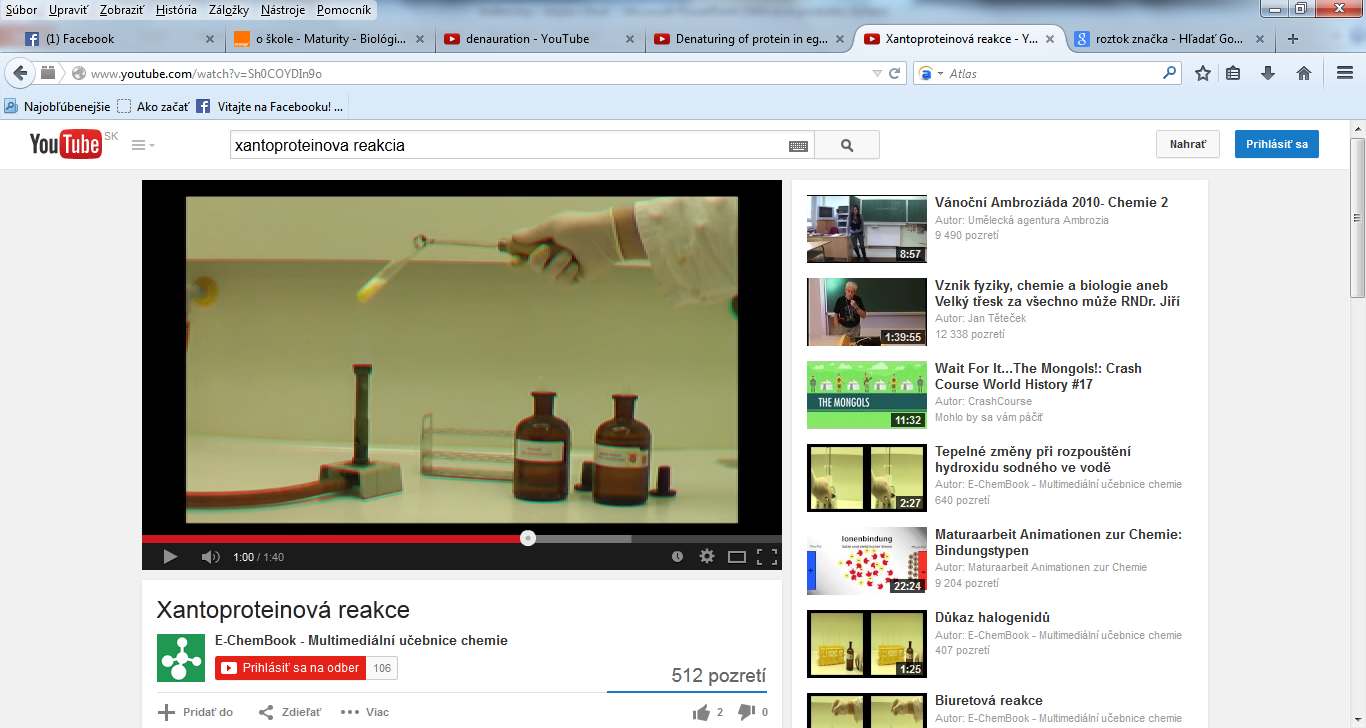 Súbor Upraviť Zobraziť História Záložky Nástroje Pomocník
(1) Facebook
o škole - Maturity - Biológi...
denauration - YouTube
Denaturing of protein in eg...
Xantoproteinová reakce - Y...
roztok značka - Hľadať Go...
www.youtube.com/watch?v=Sh0COYDIn9o
Atlas
Najobľúbenejšie Ako začať Vitajte na Facebooku! ...
YouTube SK
xantoproteinova reakcia
Nahrať
Prihlásiť sa
1:00 / 1:40
Xantoproteinová reakce
E-ChemBook - Multimediální učebnice chemie
Prihlásiť sa na odber 106
512 pozretí
Pridať do Zdieľať Viac
2 0
Vánoční Ambroziáda 2010- Chemie 2
Autor: Umělecká agentura Ambrozia
9 490 pozretí
8:57
Vznik fyziky, chemie a biologie aneb
Velký třesk za všechno může RNDr. Jiří
Autor: Jan Těteček
12 338 pozretí
1:39:55
Wait For It...The Mongols!: Crash
Course World History #17
Autor: CrashCourse
Mohlo by sa vám páčiť
THE MONGOLS
11:32
Tepelné změny při rozpouštění
hydroxidu sodného ve vodě
Autor: E-ChemBook - Multimediální učebnice chemie
640 pozretí
2:27
Maturaarbeit Animationen zur Chemie:
Bindungstypen
Autor: Maturaarbeit Animationen zur Chemie
9 204 pozretí
Ionenbindung
22:24
Důkaz halogenidů
Autor: E-ChemBook - Multimediální učebnice chemie
407 pozretí
1:25
Biuretová reakce
Autor: E-ChemBook - Multimediální učebnice chemie